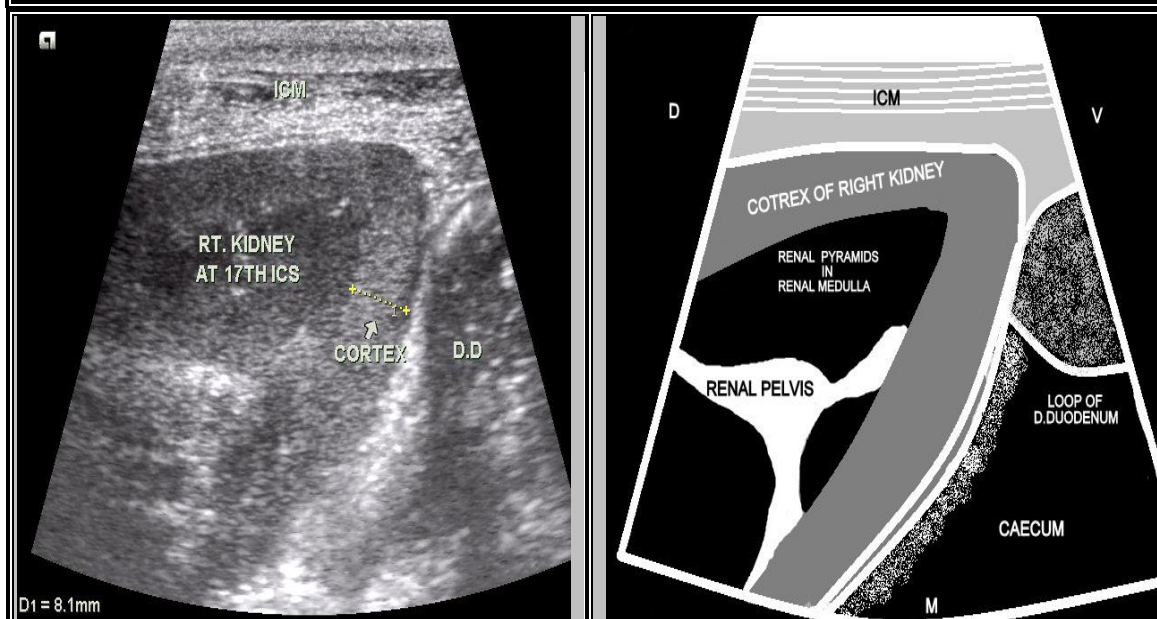 ICM
RT. KIDNEY
AT 17TH ICS
1
CORTEX
D.D
D1 = 8.1mm
D
ICM
V
COTREX OF RIGHT KIDNEY
RENAL PYRAMIDS
IN
RENAL MEDULLA
RENAL PELVIS
LOOP OF
D.DUODENUM
CAECUM
M